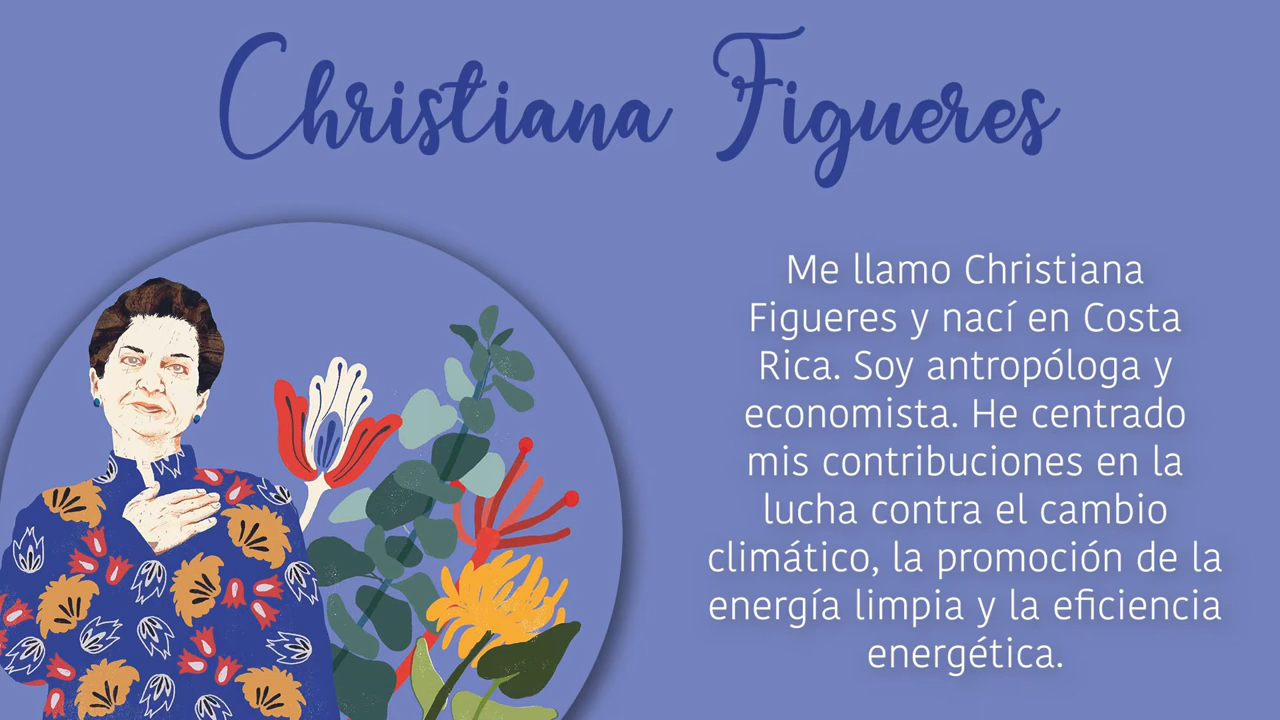 Christiana Figueres
Me llamo Christiana
Figueres y nací en Costa
Rica. Soy antropóloga y
economista. He centrado
mis contribuciones en la
lucha contra el cambio
climático, la promoción de la
energía limpia y la eficiencia
energética.